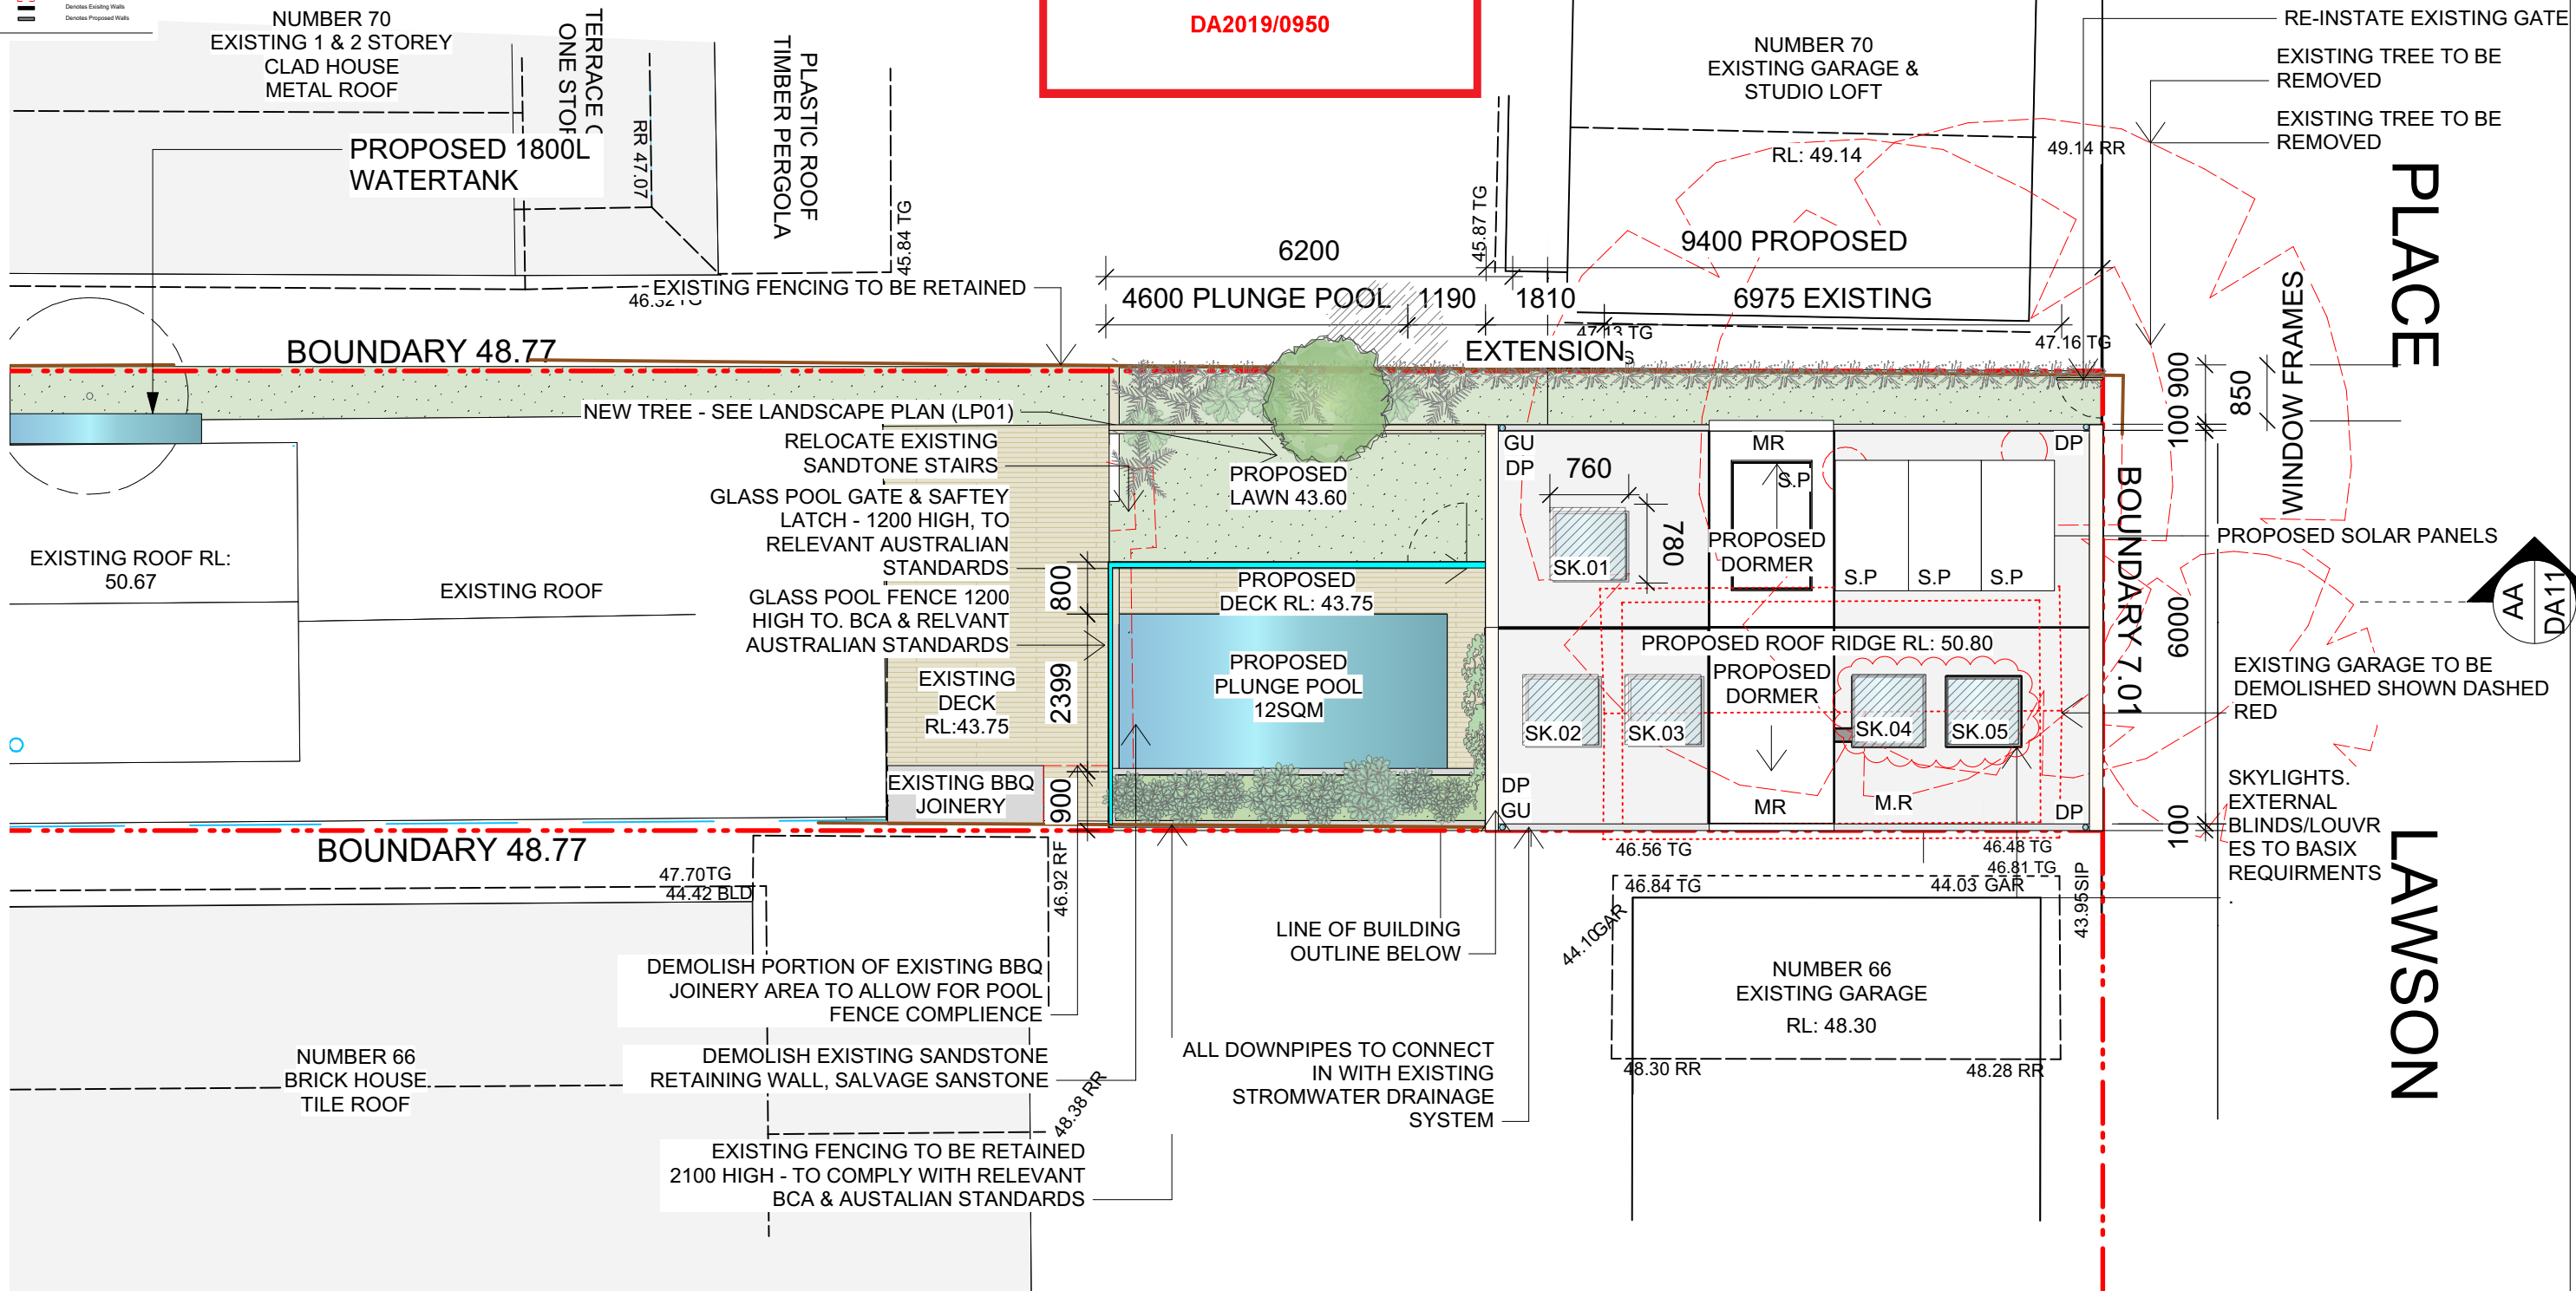 Denotes Existing Walls
Denotes Proposed Walls
NUMBER 70
EXISTING 1 & 2 STOREY
CLAD HOUSE
METAL ROOF
PROPOSED 1800L
WATERTANK
TERRACE
ONE
RR 47.07
PLASTIC ROOF
TIMBER PERGOLA
45.84 TG
DA2019/0950
45.87 TG
NUMBER 70
EXISTING GARAGE &
STUDIO LOFT
RL: 49.14
49.14 RR
RE-INSTATE EXISTING GATE
EXISTING TREE TO BE
REMOVED
EXISTING TREE TO BE
REMOVED
PLACE
6200
9400 PROPOSED
EXISTING FENCING TO BE RETAINED
4600 PLUNGE POOL
1190
1810
6975 EXISTING
47.13 TG
47.16 TG
EXTENSION
BOUNDARY 48.77
100 900
850
WINDOW FRAMES
NEW TREE - SEE LANDSCAPE PLAN (LP01)
RELOCATE EXISTING
SANDTONE STAIRS
GLASS POOL GATE & SAFTEY
LATCH - 1200 HIGH, TO
RELEVANT AUSTRALIAN
STANDARDS
GLASS POOL FENCE 1200
HIGH TO. BCA & RELVANT
AUSTRALIAN STANDARDS
PROPOSED
LAWN 43.60
GU
DP
760
780
SK.01
MR
S.P
PROPOSED
DORMER
DP
S.P
S.P
S.P
PROPOSED SOLAR PANELS
BOUNDARY 7.01
6000
AA
DA11
EXISTING ROOF RL:
50.67
EXISTING ROOF
800
PROPOSED
DECK RL: 43.75
PROPOSED ROOF RIDGE RL: 50.80
PROPOSED
PLUNGE POOL
12SQM
EXISTING
DECK
RL:43.75
2399
PROPOSED
DORMER
SK.02
SK.03
SK.04
SK.05
EXISTING GARAGE TO BE
DEMOLISHED SHOWN DASHED
RED
EXISTING BBQ
JOINERY
900
DP
GU
MR
M.R
DP
100
SKYLIGHTS.
EXTERNAL
BLINDS/LOUVR
ES TO BASIX
REQUIRMENTS
.
LAWSON
BOUNDARY 48.77
47.70TG
44.42 BLD
46.92 RF
46.56 TG
46.48 TG
46.81 TG
46.84 TG
44.03 GAR
44.10GAR
43.95SIP
LINE OF BUILDING
OUTLINE BELOW
DEMOLISH PORTION OF EXISTING BBQ
JOINERY AREA TO ALLOW FOR POOL
FENCE COMPLIENCE
NUMBER 66
EXISTING GARAGE
RL: 48.30
48.30 RR
48.28 RR
NUMBER 66
BRICK HOUSE
TILE ROOF
DEMOLISH EXISTING SANDSTONE
RETAINING WALL, SALVAGE SANSTONE
48.38 RR
ALL DOWNPIPES TO CONNECT
IN WITH EXISTING
STROMWATER DRAINAGE
SYSTEM
EXISTING FENCING TO BE RETAINED
2100 HIGH - TO COMPLY WITH RELEVANT
BCA & AUSTALIAN STANDARDS